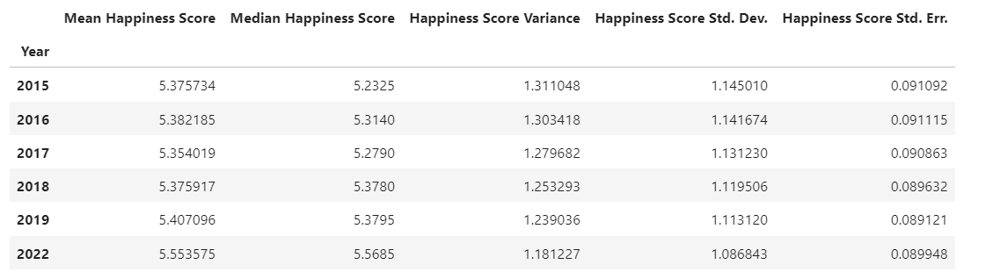 Mean Happiness Score Median Happiness Score Happiness Score Variance Happiness Score Std. Dev. Happiness Score Std. Err.
Year
2015 5.375734 5.2325 1.311048 1.145010 0.091092
2016 5.382185 5.3140 1.303418 1.141674 0.091115
2017 5.354019 5.2790 1.279682 1.131230 0.090863
2018 5.375917 5.3780 1.253293 1.119506 0.089632
2019 5.407096 5.3795 1.239036 1.113120 0.089121
2022 5.553575 5.5685 1.181227 1.086843 0.089948